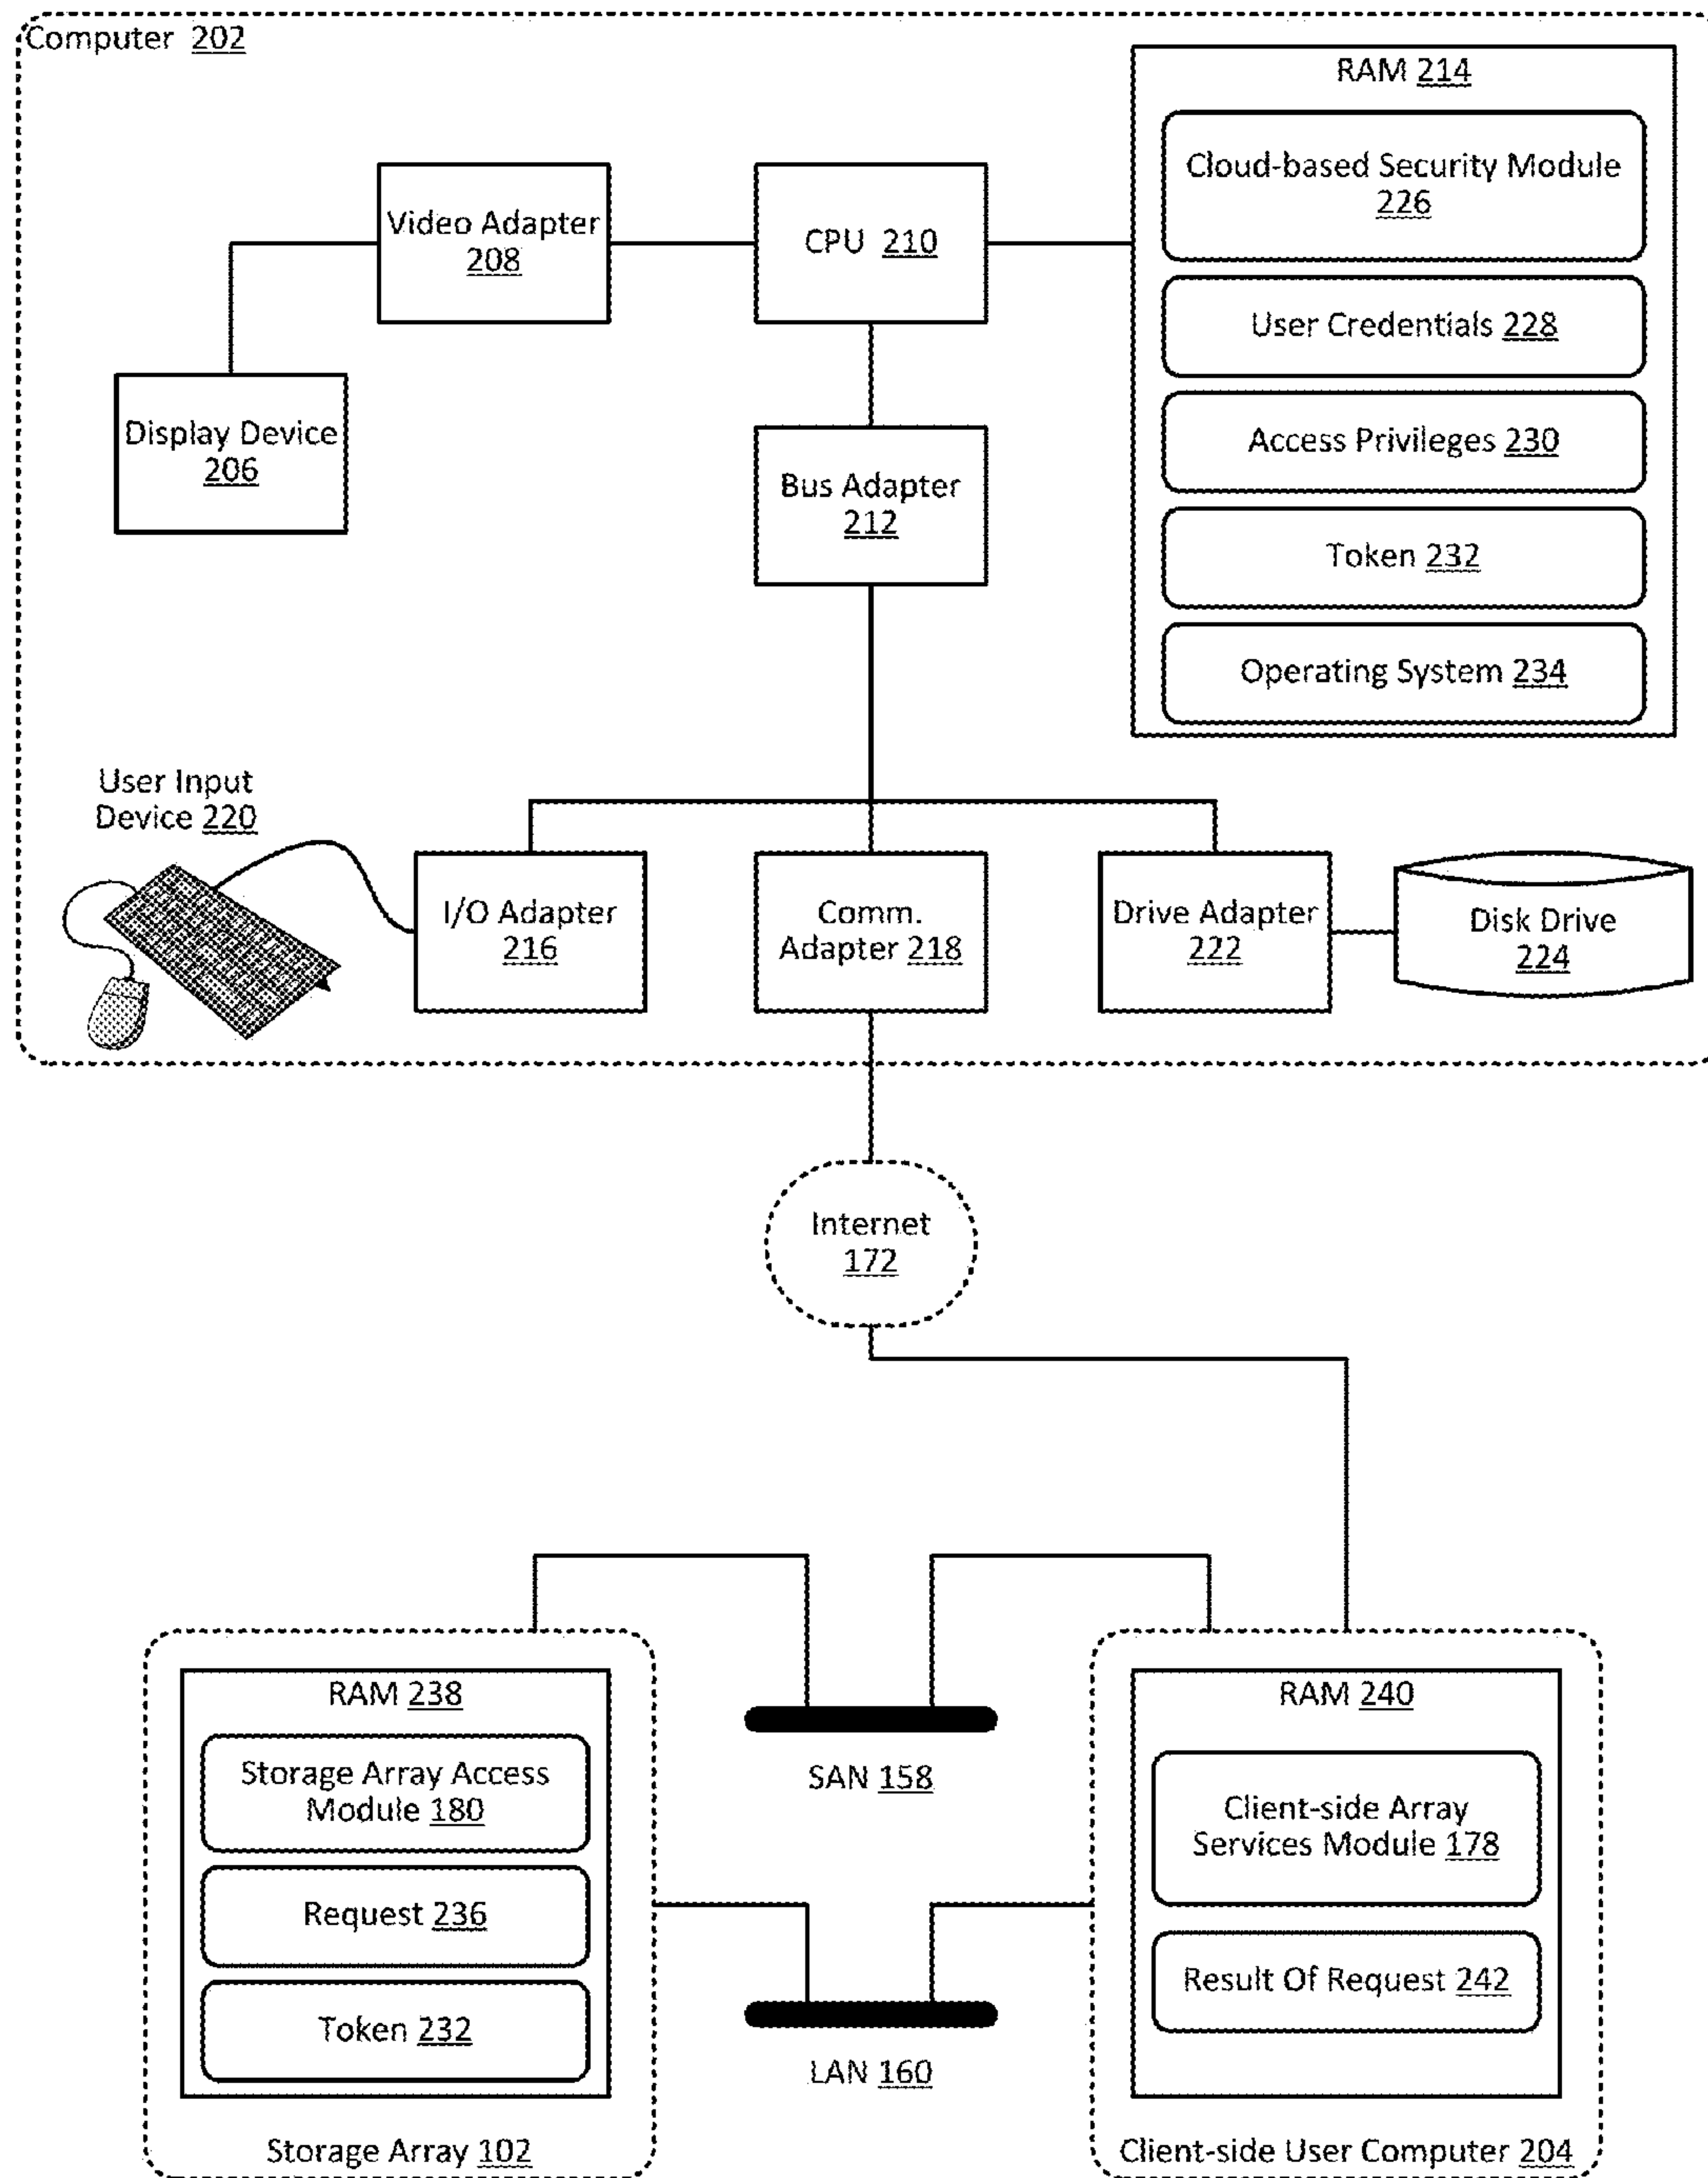 Computer 202
RAM 214
Cloud-based Security Module
226
User Credentials 228
Access Privileges 230
Token 232
Operating System 234
Video Adapter
208
CPU 210
Display Device
206
Bus Adapter
212
User Input
Device 220
I/O Adapter
216
Comm.
Adapter 218
Drive Adapter
222
Disk Drive
224
Internet
172
RAM 238
Storage Array Access
Module 180
Request 236
Token 232
Storage Array 102
SAN 158
LAN 160
RAM 240
Client-side Array
Services Module 178
Result Of Request 242
Client-side User Computer 204